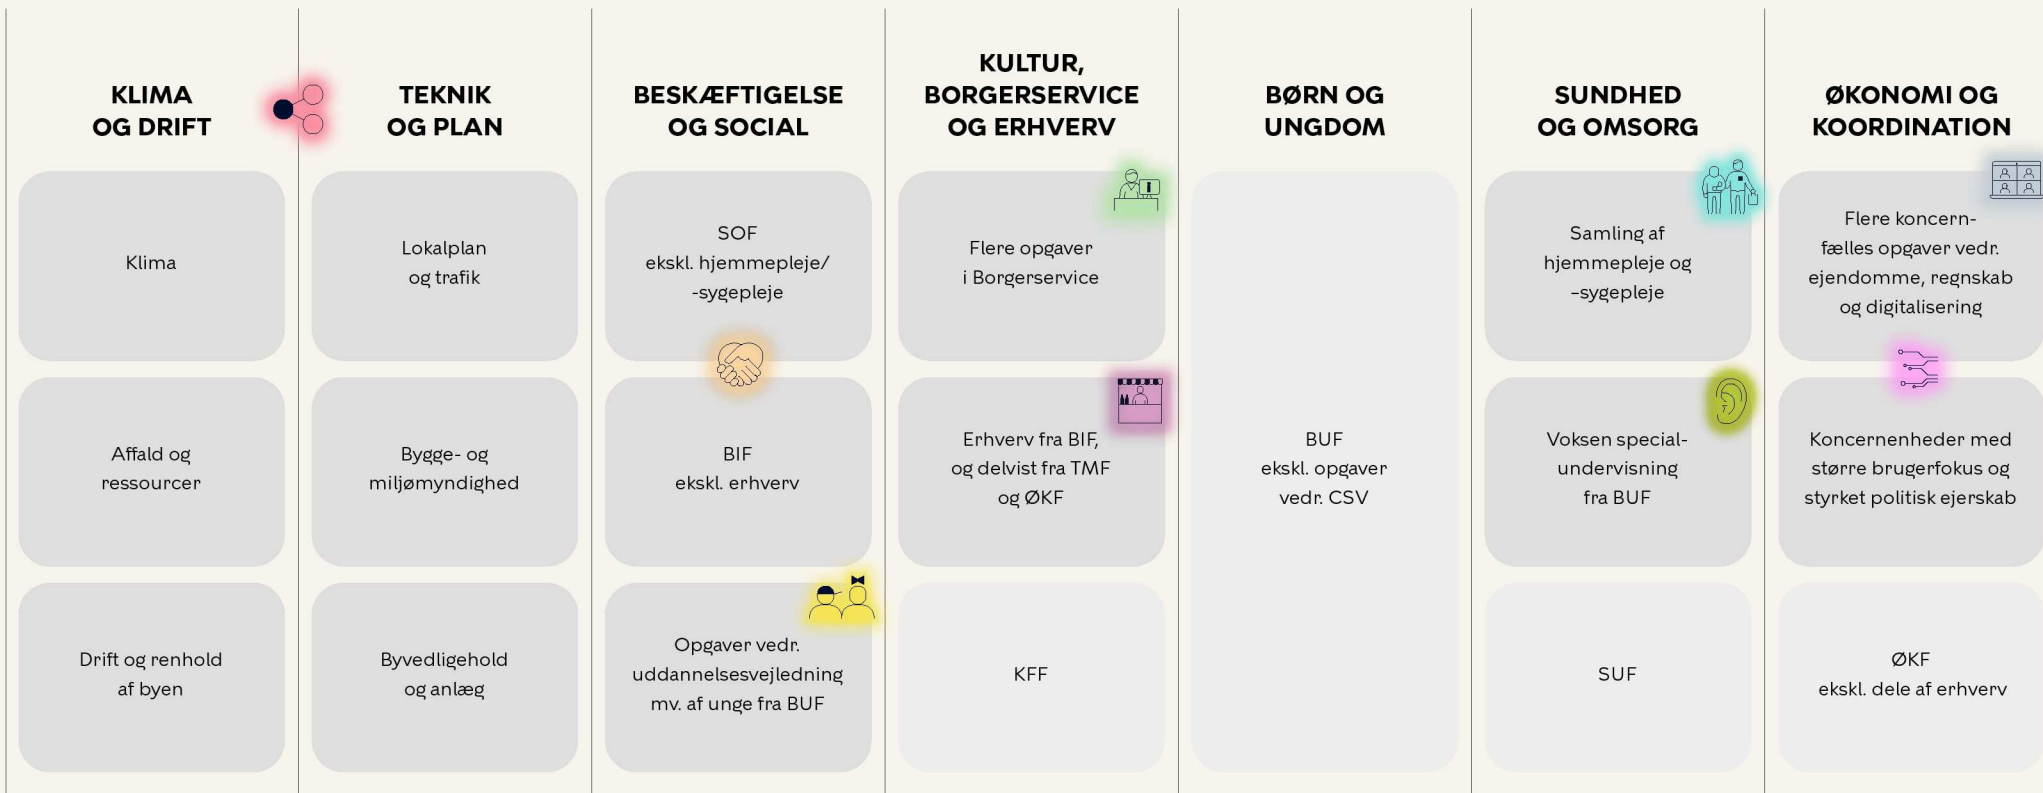 KLIMA
OG DRIFT
Klima
Affald og
ressourcer
Drift og renhold
af byen
TEKNIK
OG PLAN
Lokalplan
og trafik
Bygge- og
miljømyndighed
Byvedligehold
og anlæg
BESKÆFTIGELSE
OG SOCIAL
SOF
ekskl. hjemmepleje/
-sygepleje
BIF
ekskl. erhverv
Opgaver vedr.
uddannelsesvejledning
mv. af unge fra BUF
KULTUR,
BORGERSERVICE
OG ERHVERV
Flere opgaver
i Borgerservice
Erhverv fra BIF,
og delvist fra TMF
og ØKF
KFF
BØRN OG
UNGDOM
BUF
ekskl. opgaver
vedr. CSV
SUNDHED
OG OMSORG
Samling af
hjemmepleje og
–sygepleje
Voksen special-
undervisning
fra BUF
SUF
ØKONOMI OG
KOORDINATION
Flere koncern-
fælles opgaver vedr.
ejendomme, regnskab
og digitalisering
Koncernenheder med
større brugerfokus og
styrket politisk ejerskab
ØKF
ekskl. dele af erhverv